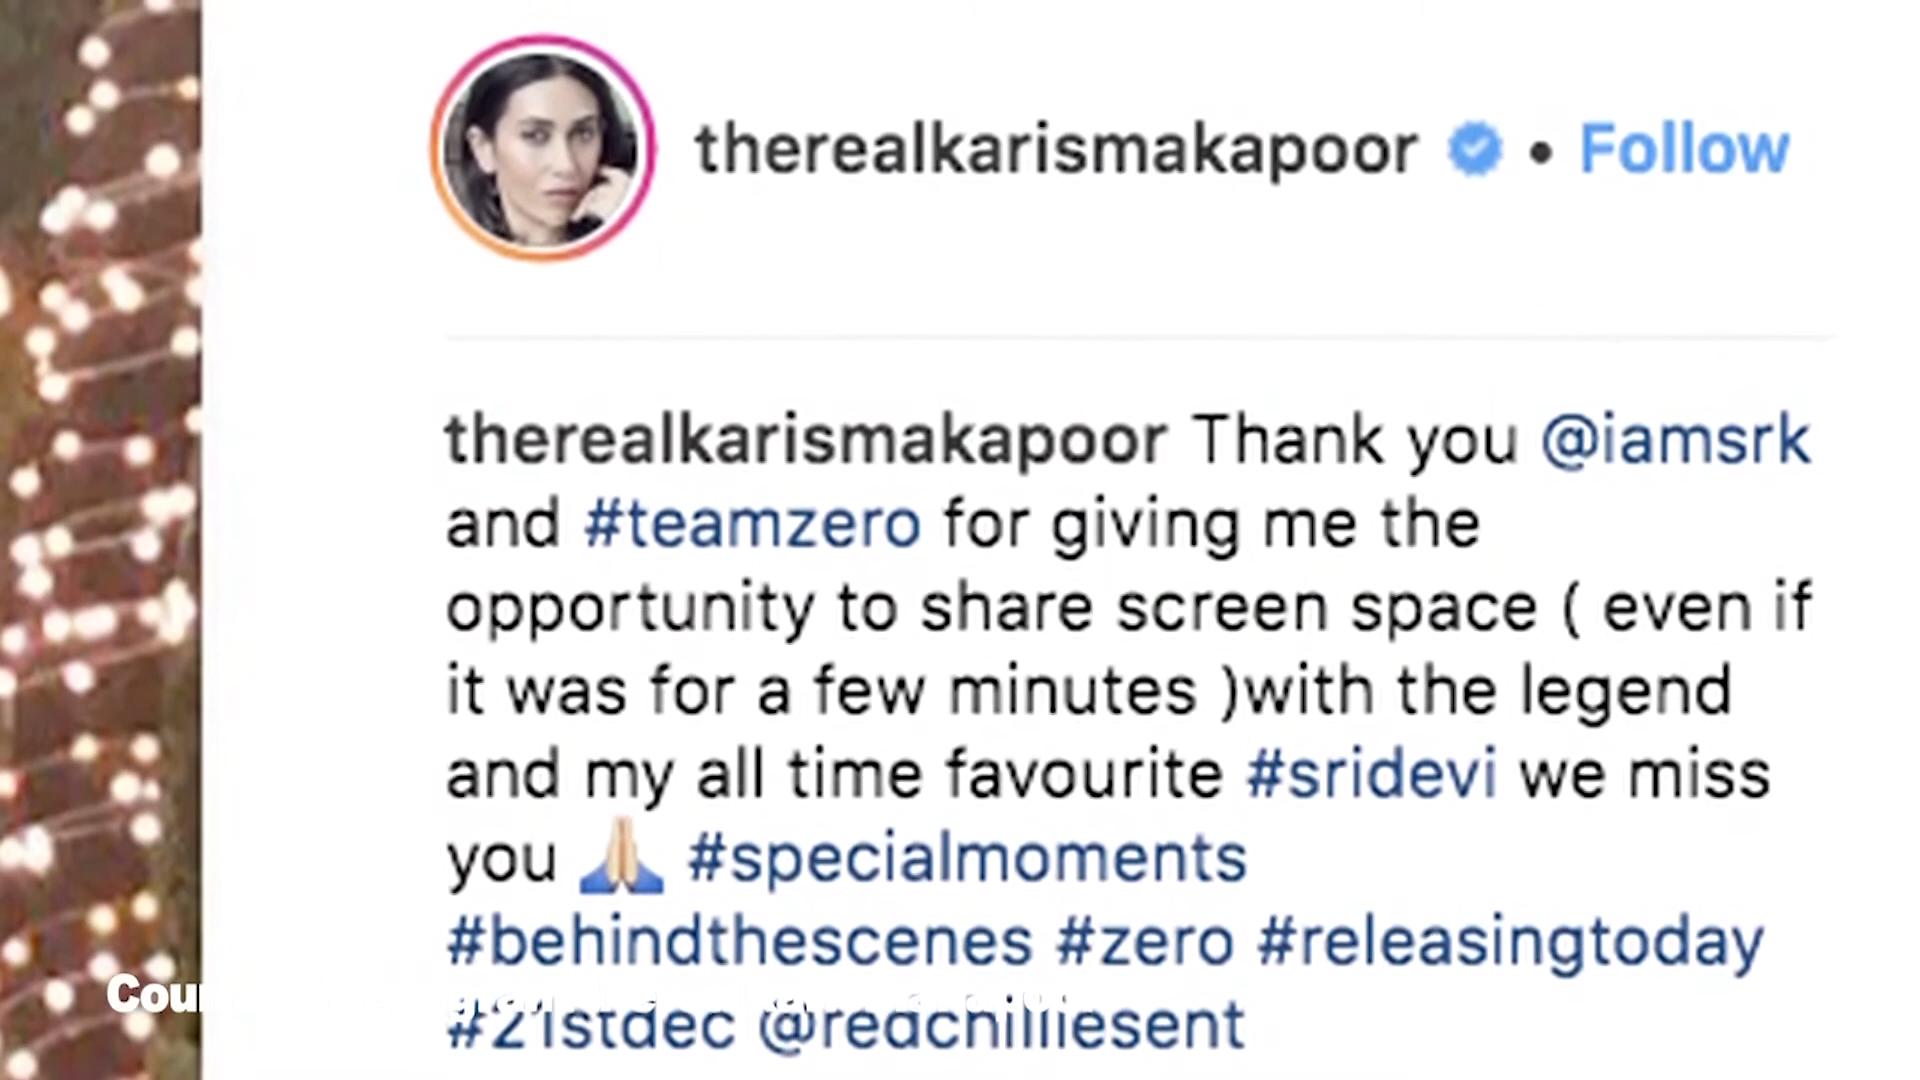 therealkarismakapoor • Follow
therealkarismakapoor Thank you @iamsrk
and #teamzero for giving me the
opportunity to share screen space ( even if
it was for a few minutes )with the legend
and my all time favourite #sridevi we miss
you 🙏🏼 #specialmoments
#behindthescenes #zero #releasingtoday
#21stdec @redchilliesent